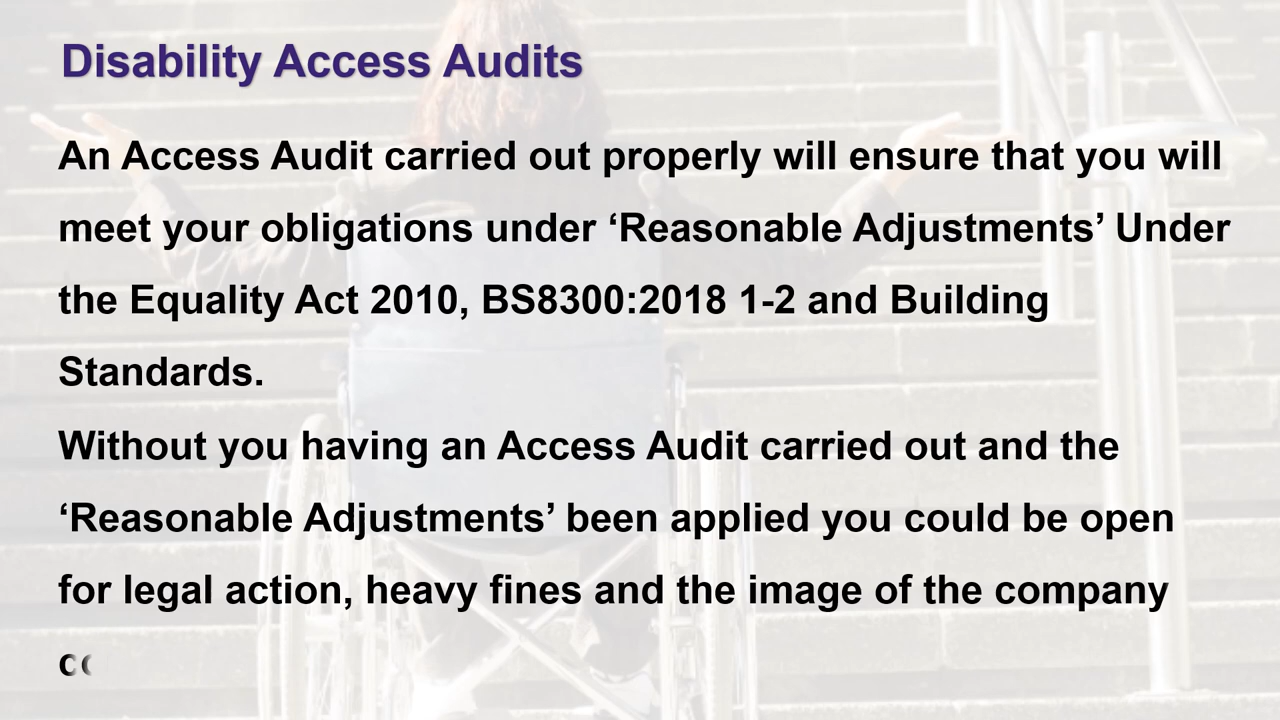 Disability Access Audits
An Access Audit carried out properly will ensure that you will
meet your obligations under ‘Reasonable Adjustments’ Under
the Equality Act 2010, BS8300:2018 1-2 and Building
Standards.
Without you having an Access Audit carried out and the
‘Reasonable Adjustments’ been applied you could be open
for legal action, heavy fines and the image of the company